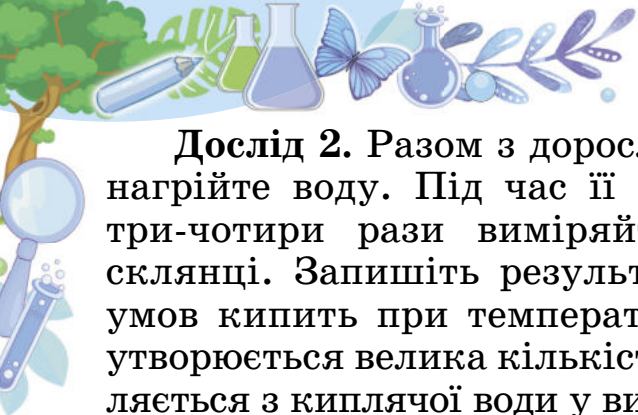 Дослід 2. Разом з дорос
нагрійте воду. Під час її
три-чотири рази виміряй
склянці. Запишіть резуль
умов кипить при температ
утворюється велика кількіс
ляється з киплячої води у ви